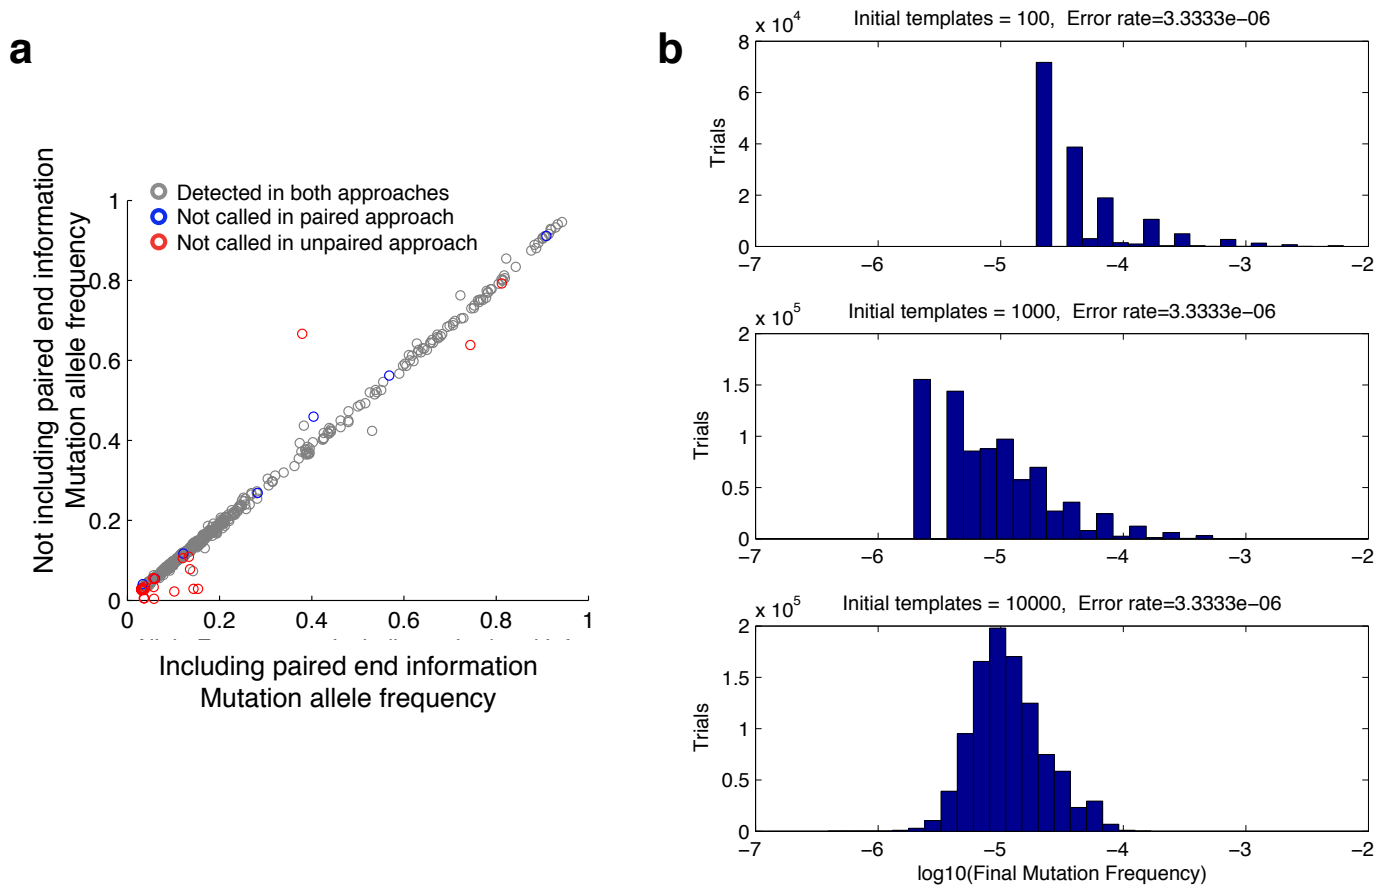 a
Not including paired end information
Mutation allele frequency
Detected in both approaches
Not called in paired approach
Not called in unpaired approach
1
0.8
0.6
0.4
0.2
0
0 0.2 0.4 0.6 0.8 1
Including paired end information
Mutation allele frequency
b
x 10^4 Initial templates = 100, Error rate=3.3333e−06
Trials
8
6
4
2
0
−7 −6 −5 −4 −3 −2
x 10^5 Initial templates = 1000, Error rate=3.3333e−06
Trials
2
1.5
1
0.5
0
−7 −6 −5 −4 −3 −2
x 10^5 Initial templates = 10000, Error rate=3.3333e−06
Trials
2
1.5
1
0.5
0
−7 −6 −5 −4 −3 −2
log10(Final Mutation Frequency)